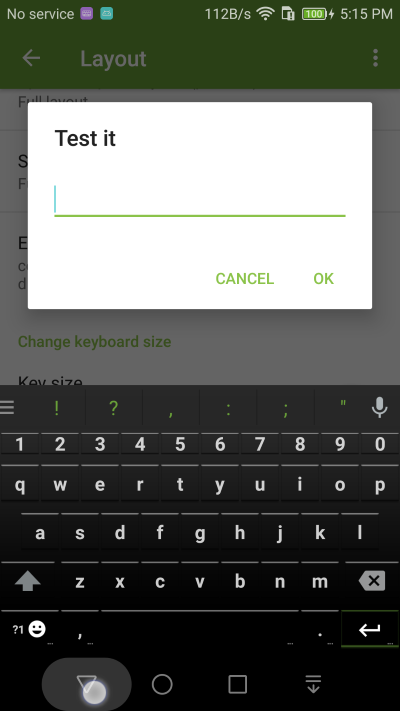 No service 112B/s 100 5:15 PM
Layout
Full layout
Test it
CANCEL OK
Change keyboard size
Key size
! ? , : ; "
1 2 3 4 5 6 7 8 9 0
q w e r t y u i o p
a s d f g h j k l
z x c v b n m
?1 , ... ... . ...